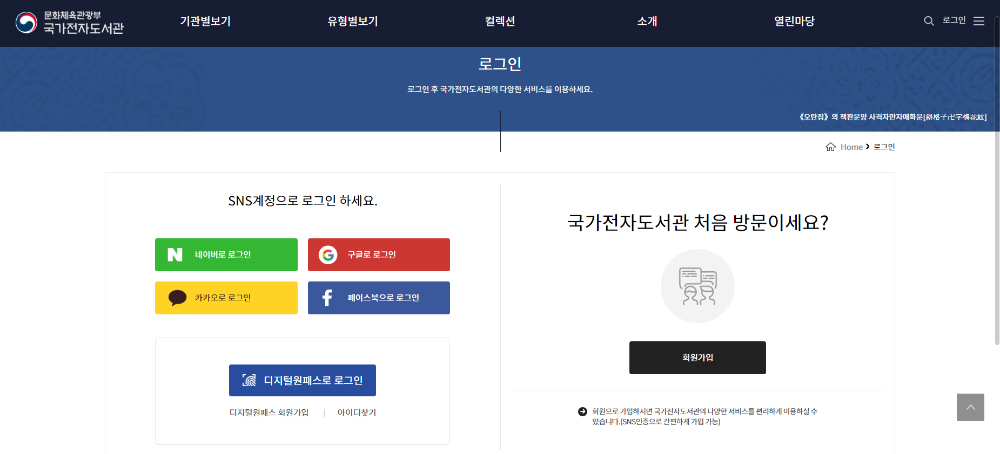 문화체육관광부
국가전자도서관
기관별보기
유형별보기
컬렉션
소개
열린마당
로그인
로그인
로그인 후 국가전자도서관의 다양한 서비스를 이용하세요.
《오탄집》의 책판문양 사격자만자매화문[斜格子卍字梅花紋]
Home 로그인
SNS계정으로 로그인 하세요.
네이버로 로그인
구글로 로그인
카카오로 로그인
페이스북으로 로그인
디지털원패스로 로그인
디지털원패스 회원가입
아이디찾기
국가전자도서관 처음 방문이세요?
회원가입
회원으로 가입하시면 국가전자도서관의 다양한 서비스를 편리하게 이용하실 수
있습니다.(SNS인증으로 간편하게 가입 가능)